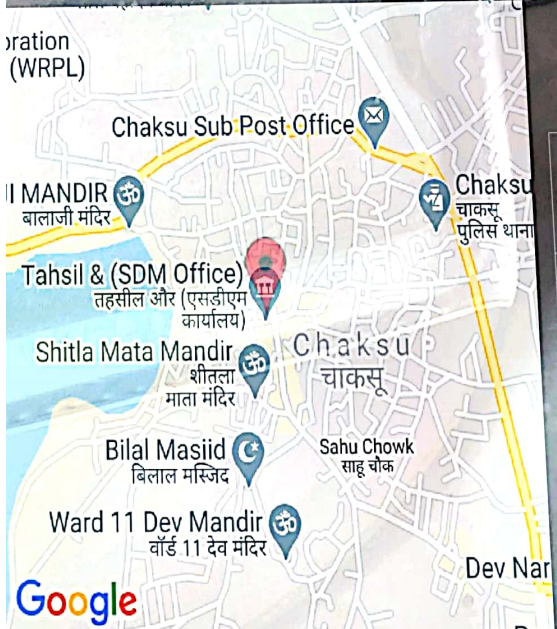 oration
(WRPL)
Chaksu Sub Post Office
II MANDIR
बालाजी मंदिर
Chaksu
चाकसू
पुलिस थाना
Tahsil & (SDM Office)
तहसील और (एसडीएम
कार्यालय)
Shitla Mata Mandir
शीतला
माता मंदिर
Chaksu
चाकसू
Bilal Masjid
बिलाल मस्जिद
Sahu Chowk
साहू चौक
Ward 11 Dev Mandir
वॉर्ड 11 देव मंदिर
Dev Nar
Google